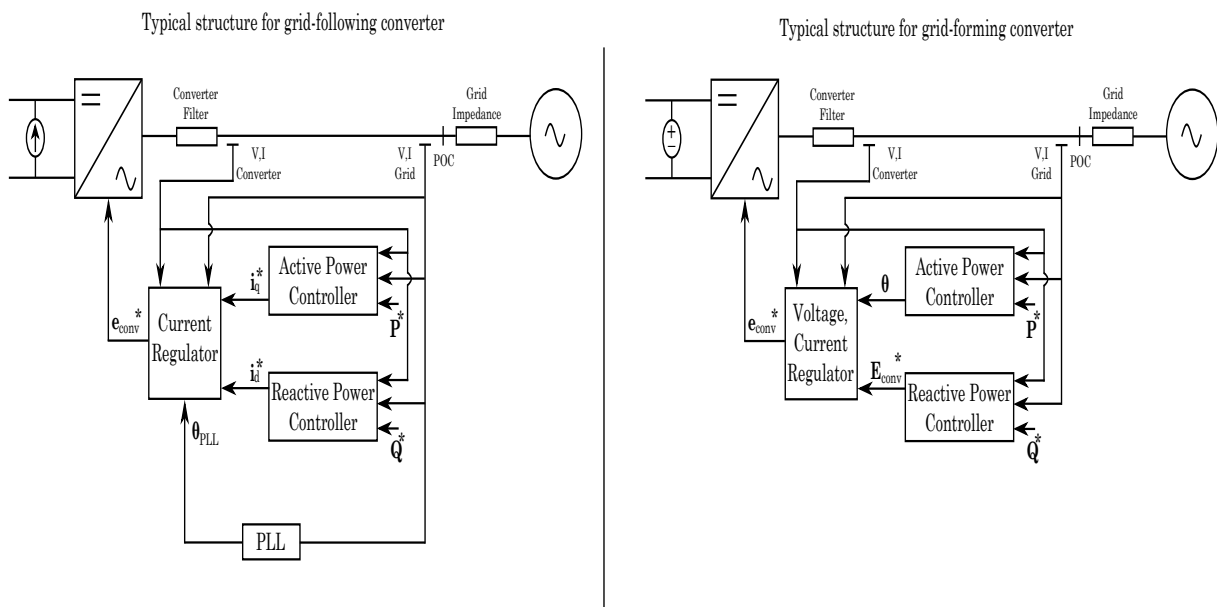 Typical structure for grid-following converter
Converter
Filter
Grid
Impedance
V,I
Converter
V,I
Grid
POC
Active Power
Controller
i_q^*
P^*
e_conv^*
Current
Regulator
i_d^*
Reactive Power
Controller
Q^*
θ_PLL
PLL
Typical structure for grid-forming converter
Converter
Filter
Grid
Impedance
V,I
Converter
V,I
Grid
POC
Active Power
Controller
θ
P^*
e_conv^*
Voltage,
Current
Regulator
E_conv^*
Reactive Power
Controller
Q^*